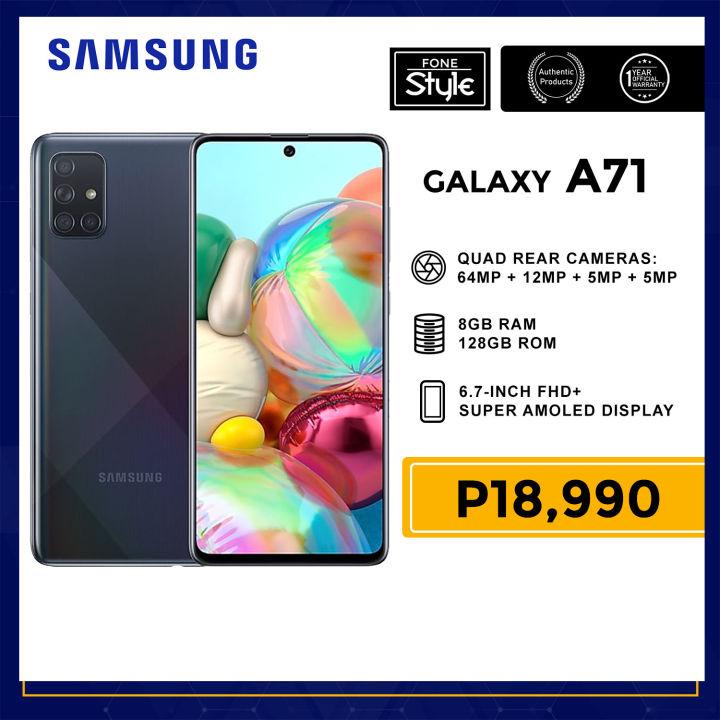 SAMSUNG
FONE
Style
Authentic
Products
1 YEAR
OFFICIAL
WARRANTY
GALAXY A71
QUAD REAR CAMERAS:
64MP + 12MP + 5MP + 5MP
8GB RAM
128GB ROM
6.7-INCH FHD+
SUPER AMOLED DISPLAY
SAMSUNG
P18,990